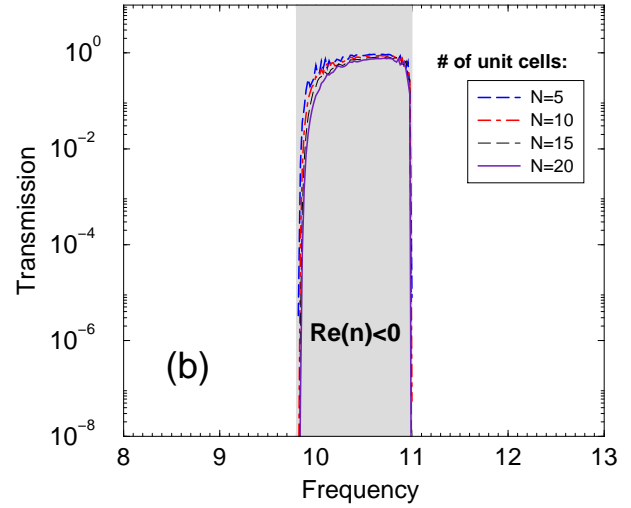 10^0
10^-2
10^-4
10^-6
10^-8
Transmission
# of unit cells:
N=5
N=10
N=15
N=20
Re(n)<0
(b)
8 9 10 11 12 13
Frequency